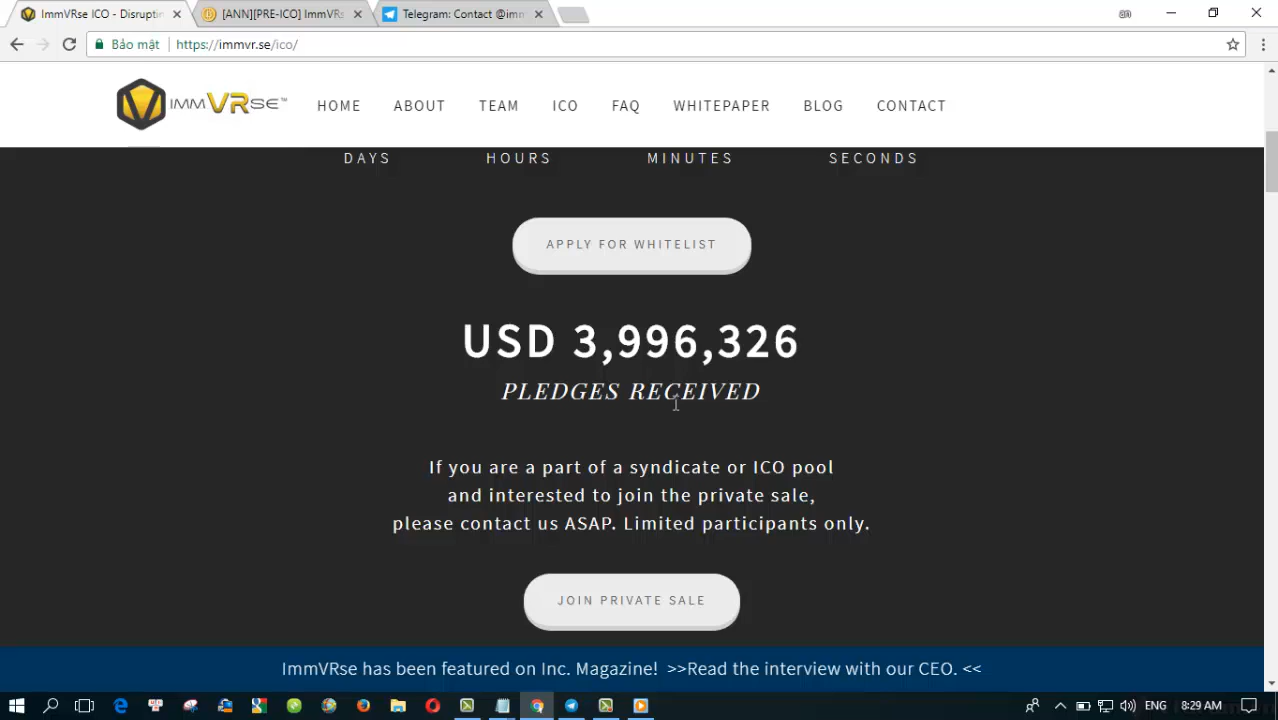 ImmVRse ICO - Disruptin
[ANN][PRE-ICO] ImmVRs
Telegram: Contact @imm
Bảo mật
https://immvr.se/ico/
IMMVRSE™
HOME
ABOUT
TEAM
ICO
FAQ
WHITEPAPER
BLOG
CONTACT
DAYS
HOURS
MINUTES
SECONDS
APPLY FOR WHITELIST
USD 3,996,326
PLEDGES RECEIVED
If you are a part of a syndicate or ICO pool
and interested to join the private sale,
please contact us ASAP. Limited participants only.
JOIN PRIVATE SALE
ImmVRse has been featured on Inc. Magazine! >>Read the interview with our CEO. <<
ENG
8:29 AM